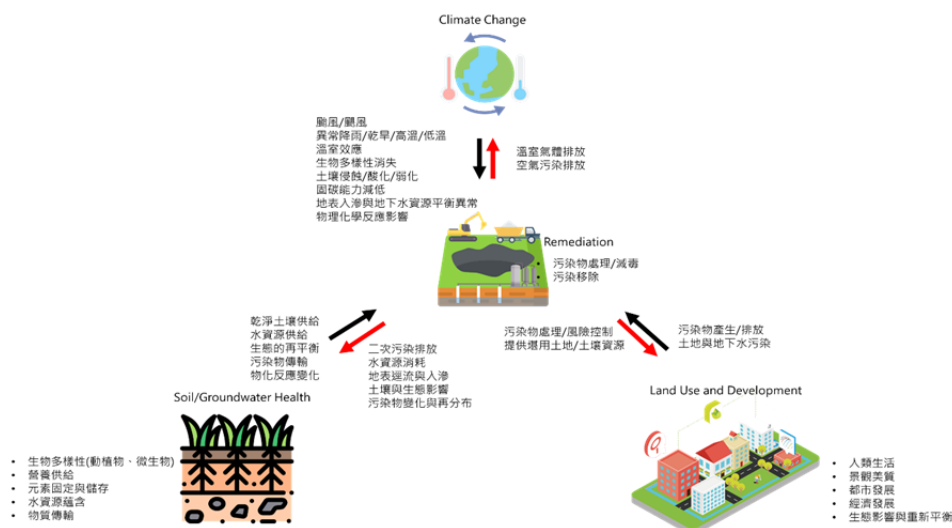 Climate Change
颱風/颶風
異常降雨/乾旱/高溫/低溫
溫室效應
生物多樣性消失
土壤侵蝕/酸化/弱化
固碳能力減低
地表入滲與地下水資源平衡異常
物理化學反應影響
溫室氣體排放
空氣污染排放
Remediation
污染物處理/減毒
污染移除
乾淨土壤供給
水資源供給
生態的再平衡
污染物傳輸
物化反應變化
二次污染排放
水資源消耗
地表逕流與入滲
土壤與生態影響
污染物變化與再分布
污染物處理/風險控制
提供堪用土地/土壤資源
污染物產生/排放
土地與地下水污染
Soil/Groundwater Health
• 生物多樣性(動植物、微生物)
• 營養供給
• 元素固定與儲存
• 水資源蘊含
• 物質傳輸
Land Use and Development
• 人類生活
• 景觀美質
• 都市發展
• 經濟發展
• 生態影響與重新平衡